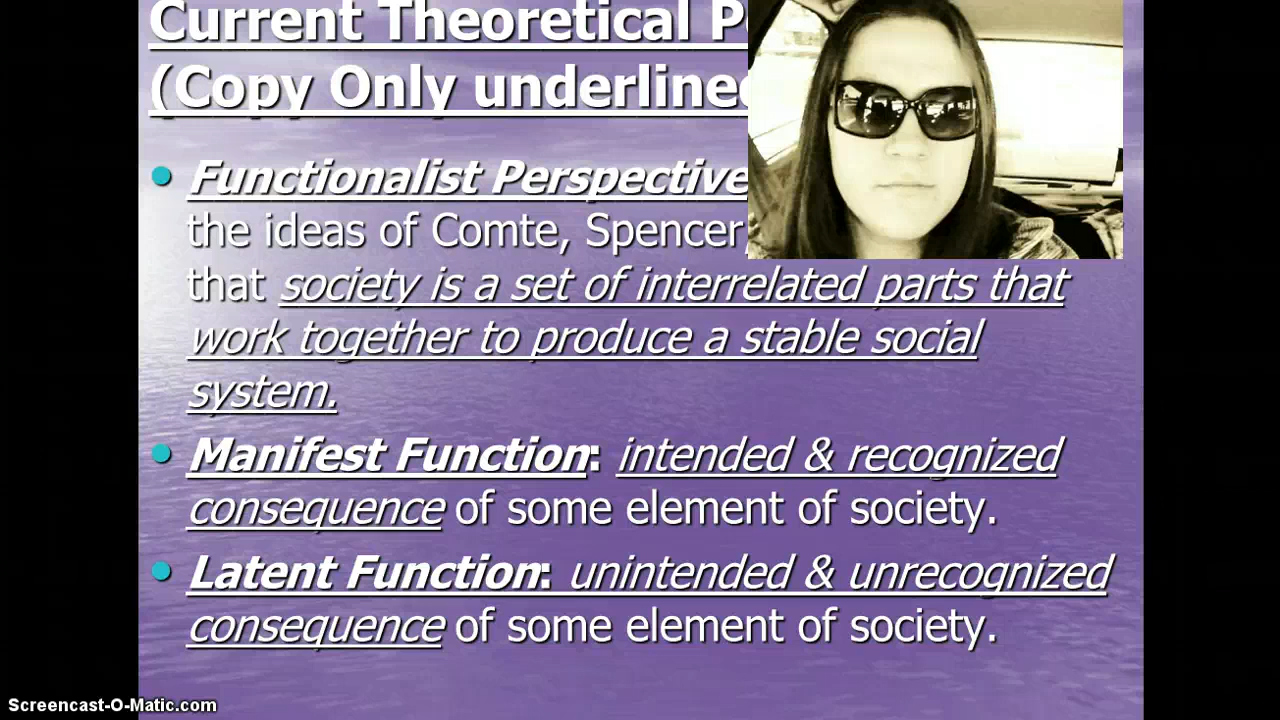 Current Theoretical
(Copy Only underlined
Functionalist Perspective
the ideas of Comte, Spencer,
that society is a set of interrelated parts that
work together to produce a stable social
system.
Manifest Function: intended & recognized
consequence of some element of society.
Latent Function: unintended & unrecognized
consequence of some element of society.
Screencast-O-Matic.com